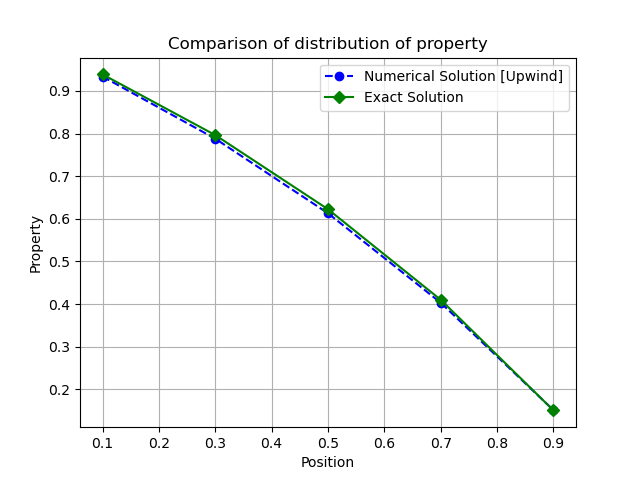 Comparison of distribution of property
Numerical Solution [Upwind]
Exact Solution
Property
0.9
0.8
0.7
0.6
0.5
0.4
0.3
0.2
0.1 0.2 0.3 0.4 0.5 0.6 0.7 0.8 0.9
Position